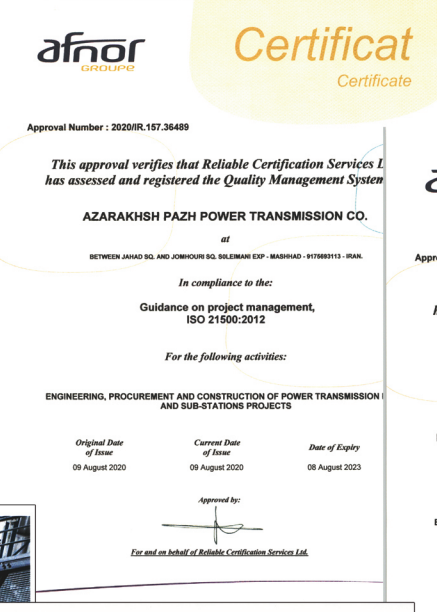 afnor
GROUPE
Certificat
Certificate
Approval Number : 2020/IR.157.36489
This approval verifies that Reliable Certification Services L
has assessed and registered the Quality Management System
AZARAKHSH PAZH POWER TRANSMISSION CO.
at
BETWEEN JAHAD SQ. AND JOMHOURI SQ. SOLEIMANI EXP - MASHHAD - 9175693113 - IRAN.
In compliance to the:
Guidance on project management,
ISO 21500:2012
For the following activities:
ENGINEERING, PROCUREMENT AND CONSTRUCTION OF POWER TRANSMISSION
AND SUB-STATIONS PROJECTS
Original Date
of Issue
Current Date
of Issue
Date of Expiry
09 August 2020
09 August 2020
08 August 2023
Approved by:
For and on behalf of Reliable Certification Services Ltd.
Appro